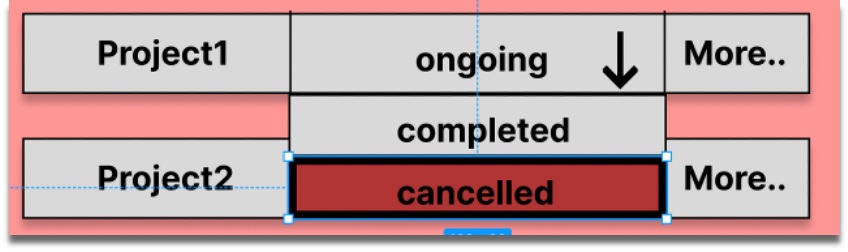 Project1 ongoing ↓ More..
completed
Project2 cancelled More..